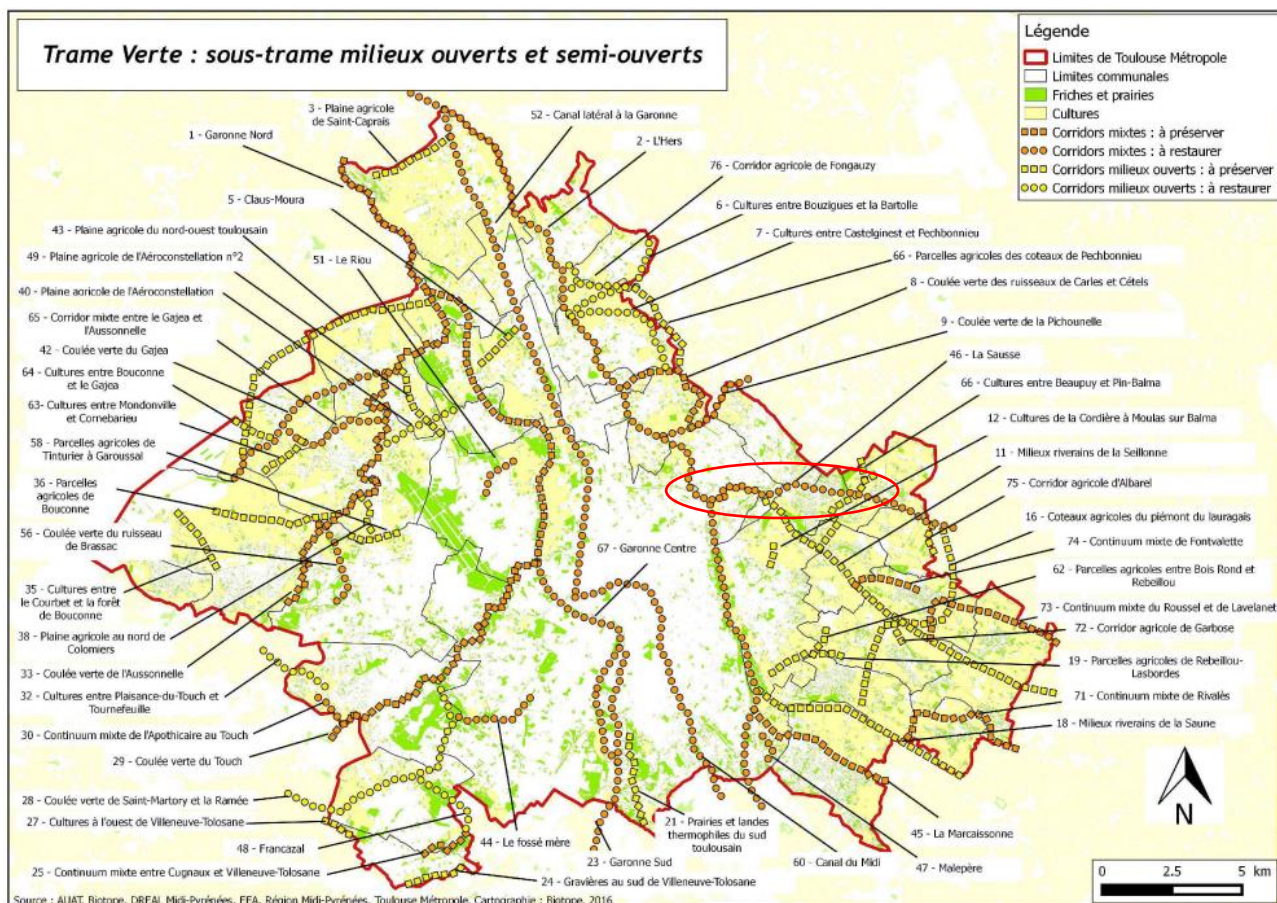 Trame Verte : sous-trame milieux ouverts et semi-ouverts
Légende
Limites de Toulouse Métropole
Limites communales
Friches et prairies
Cultures
Corridors mixtes : à préserver
Corridors mixtes : à restaurer
Corridors milieux ouverts : à préserver
Corridors milieux ouverts : à restaurer
3 - Plaine agricole
de Saint-Caprais
1 - Garonne Nord
5 - Claus-Moura
43 - Plaine agricole du nord-ouest toulousain
49 - Plaine agricole de l'Aéroconstellation n°2
51 - Le Riou
40 - Plaine agricole de l'Aéroconstellation
65 - Corridor mixte entre le Gajea et
l'Aussonnelle
42 - Coulée verte du Gajea
64 - Cultures entre Bouconne
et le Gajea
63- Cultures entre Mondonville
et Cornebarieu
58 - Parcelles agricoles de
Tinturier à Garoussal
36 - Parcelles
agricoles de
Bouconne
56 - Coulée verte du ruisseau
de Brassac
35 - Cultures entre
le Courbet et la forêt
de Bouconne
38 - Plaine agricole au nord de
Colomiers
33 - Coulée verte de l'Aussonnelle
32 - Cultures entre Plaisance-du-Touch et
Tournefeuille
30 - Continuum mixte de l'Apothicaire au Touch
29 - Coulée verte du Touch
28 - Coulée verte de Saint-Martory et la Ramée
27 - Cultures à l'ouest de Villeneuve-Tolosane
48 - Francazal
25 - Continuum mixte entre Cugnaux et Villeneuve-Tolosane
52 - Canal latéral à la Garonne
2 - L'Hers
76 - Corridor agricole de Fongauzy
6 - Cultures entre Bouzigues et la Bartolle
7 - Cultures entre Castelginest et Pechbonnieu
66 - Parcelles agricoles des coteaux de Pechbonnieu
8 - Coulée verte des ruisseaux de Carles et Cétels
9 - Coulée verte de la Pichounelle
46 - La Sausse
66 - Cultures entre Beaupuy et Pin-Balma
12 - Cultures de la Cordière à Moulas sur Balma
11 - Milieux riverains de la Seillonne
75 - Corridor agricole d'Albarel
16 - Coteaux agricoles du piémont du lauragais
74 - Continuum mixte de Fontvalette
67 - Garonne Centre
62 - Parcelles agricoles entre Bois Rond et
Rebeillou
73 - Continuum mixte du Roussel et de Lavelanet
72 - Corridor agricole de Garbose
19 - Parcelles agricoles de Rebeillou-
Lasbordes
71 - Continuum mixte de Rivalès
18 - Milieux riverains de la Saune
45 - La Marcaissonne
47 - Malepère
60 - Canal du Midi
21 - Prairies et landes
thermophiles du sud
toulousain
23 - Garonne Sud
44 - Le fossé mère
24 - Gravières au sud de Villeneuve-Tolosane
N
0 2.5 5 km
Source : AUAT, Biotope, DREAL Midi-Pyrénées, EEA, Région Midi-Pyrénées, Toulouse Métropole, Cartographie : Biotope, 2016